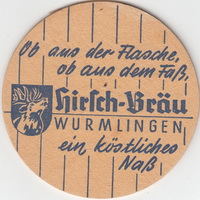 Ob aus der Flasche,
ob aus dem Faß,
Hirsch-Bräu
WURMLINGEN
ein köstliches
Naß